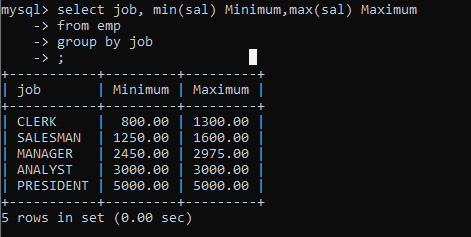 mysql> select job, min(sal) Minimum,max(sal) Maximum
    -> from emp
    -> group by job
    -> ;
+-----------+---------+---------+
| job       | Minimum | Maximum |
+-----------+---------+---------+
| CLERK     |  800.00 | 1300.00 |
| SALESMAN  | 1250.00 | 1600.00 |
| MANAGER   | 2450.00 | 2975.00 |
| ANALYST   | 3000.00 | 3000.00 |
| PRESIDENT | 5000.00 | 5000.00 |
+-----------+---------+---------+
5 rows in set (0.00 sec)